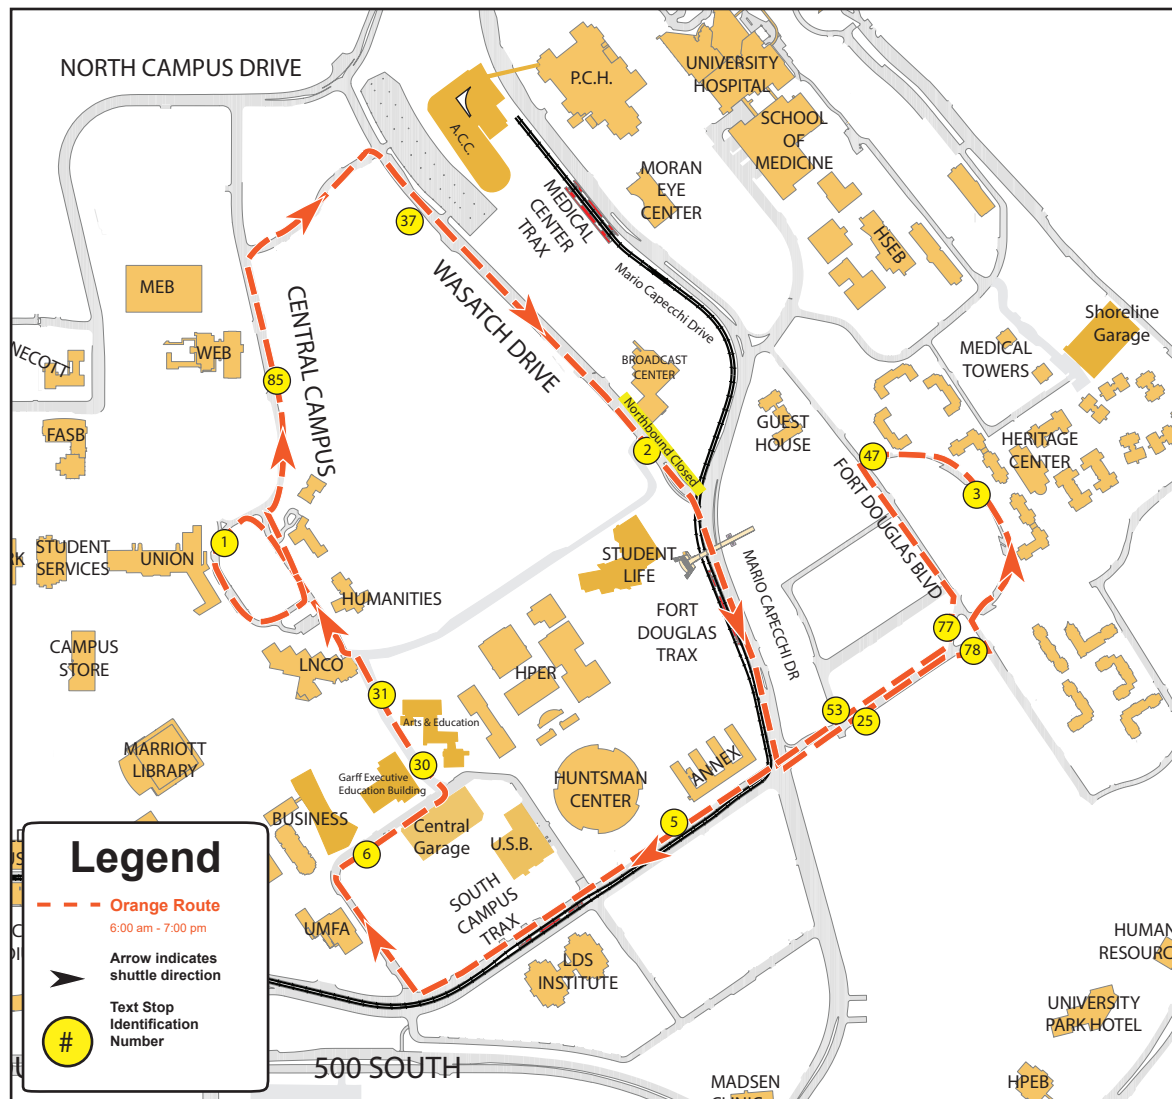 NORTH CAMPUS DRIVE
P.C.H.
UNIVERSITY
HOSPITAL
A.C.C.
SCHOOL
OF
MEDICINE
MORAN
EYE
CENTER
MEDICAL
CENTER
TRAX
37
HSEB
Mario Capecchi Drive
WASATCH DRIVE
MEB
CENTRAL CAMPUS
WEB
NECOTT
85
BROADCAST
CENTER
Shoreline
Garage
MEDICAL
TOWERS
GUEST
HOUSE
Northbound Closed
FASB
2
47
HERITAGE
CENTER
3
FORT DOUGLAS BLVD
1
STUDENT
SERVICES
RK
UNION
STUDENT
LIFE
MARIO CAPECCHI DR
HUMANITIES
FORT
DOUGLAS
TRAX
77
78
CAMPUS
STORE
LNCO
HPER
31
53
25
Arts & Education
MARRIOTT
LIBRARY
30
Garff Executive
Education Building
HUNTSMAN
CENTER
ANNEX
BUSINESS
Central
Garage
5
U.S.B.
6
SOUTH
CAMPUS
TRAX
UMFA
LDS
INSTITUTE
HUMAN
RESOURC
UNIVERSITY
PARK HOTEL
500 SOUTH
MADSEN
HPEB
Legend
Orange Route
6:00 am - 7:00 pm
Arrow indicates
shuttle direction
Text Stop
Identification
Number
#